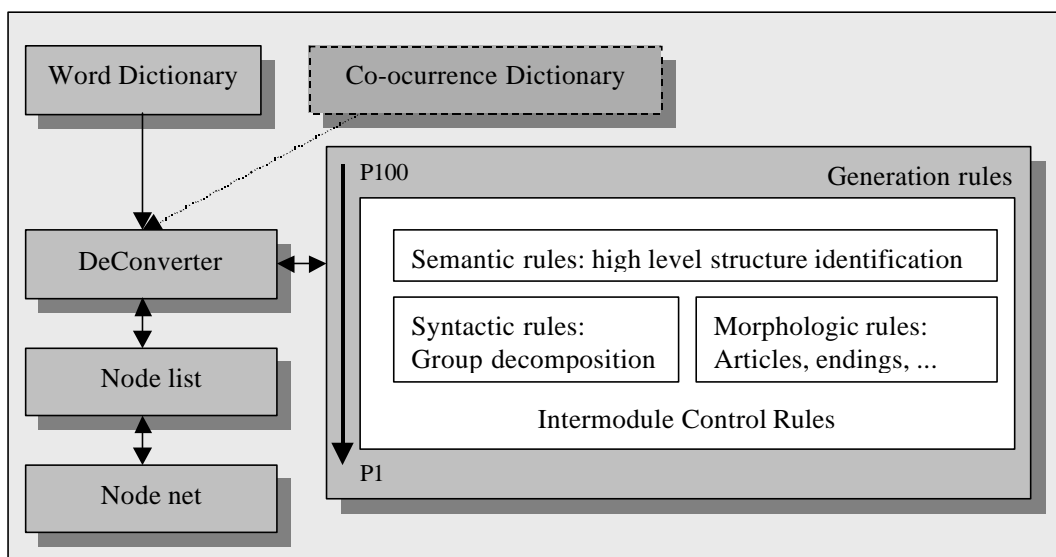 Word Dictionary
Co-ocurrence Dictionary
P100
Generation rules
DeConverter
Semantic rules: high level structure identification
Syntactic rules:
Group decomposition
Morphologic rules:
Articles, endings, ...
Node list
Intermodule Control Rules
P1
Node net